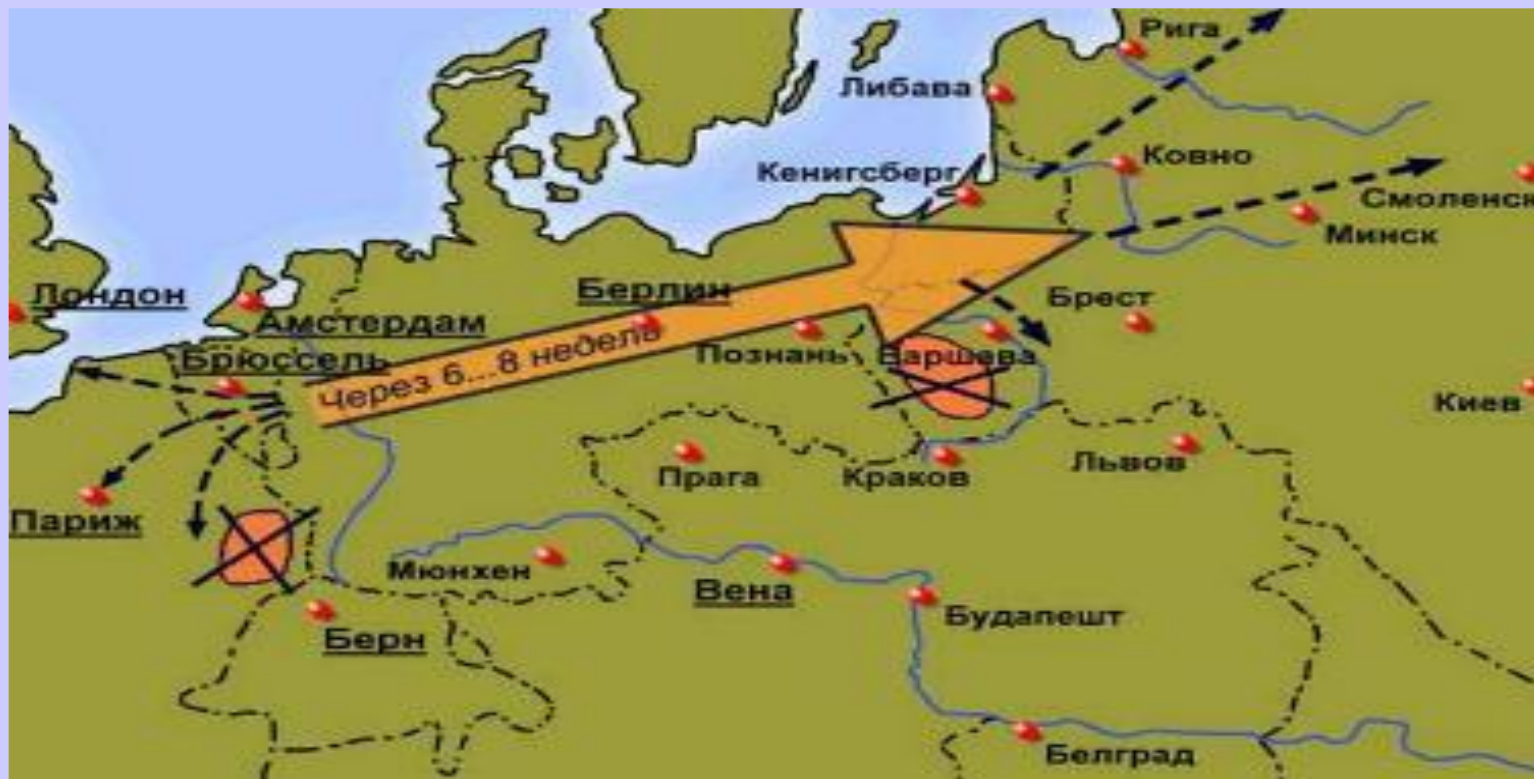 Рига
Либава
Ковно
Кенигсберг
Смоленск
Минск
Лондон
Берлин
Амстердам
Брест
Брюссель
Через 6...8 недель
Познань
Варшава
Киев
Прага
Краков
Львов
Париж
Мюнхен
Вена
Будапешт
Берн
Белград